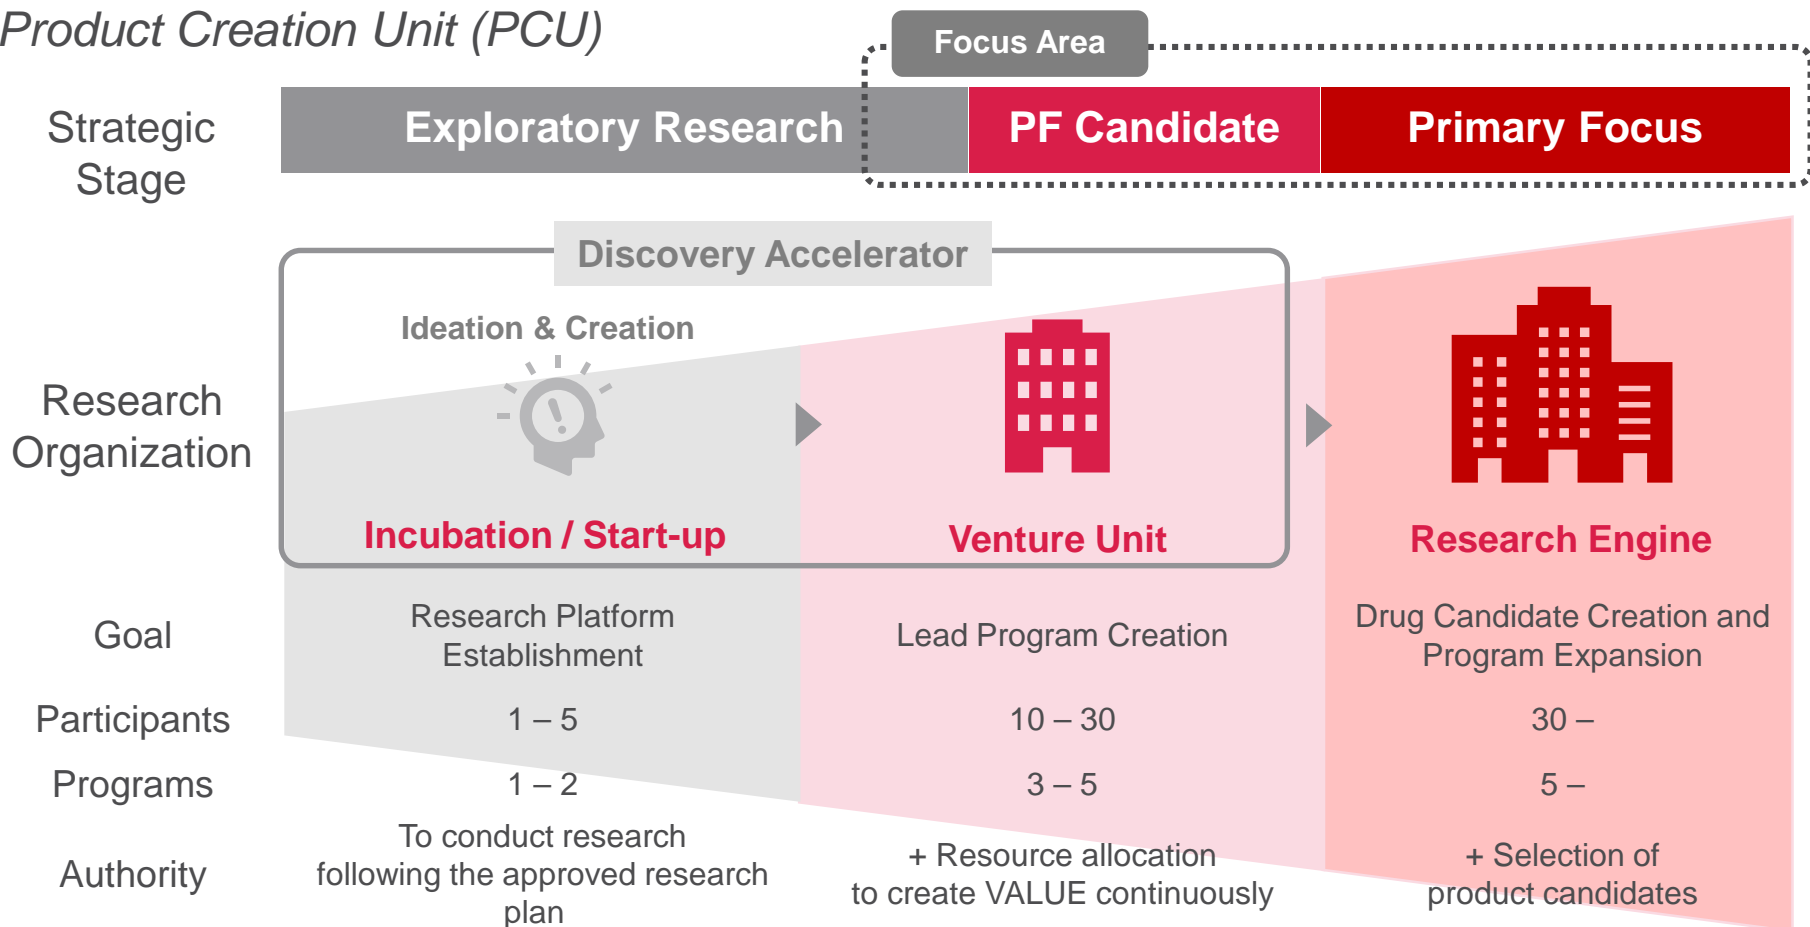 Product Creation Unit (PCU)
Focus Area
Strategic
Stage
Exploratory Research
PF Candidate
Primary Focus
Discovery Accelerator
Ideation & Creation
Research
Organization
Incubation / Start-up
Venture Unit
Research Engine
Goal
Research Platform
Establishment
Lead Program Creation
Drug Candidate Creation and
Program Expansion
Participants
1 – 5
10 – 30
30 –
Programs
1 – 2
3 – 5
5 –
Authority
To conduct research
following the approved research
plan
+ Resource allocation
to create VALUE continuously
+ Selection of
product candidates